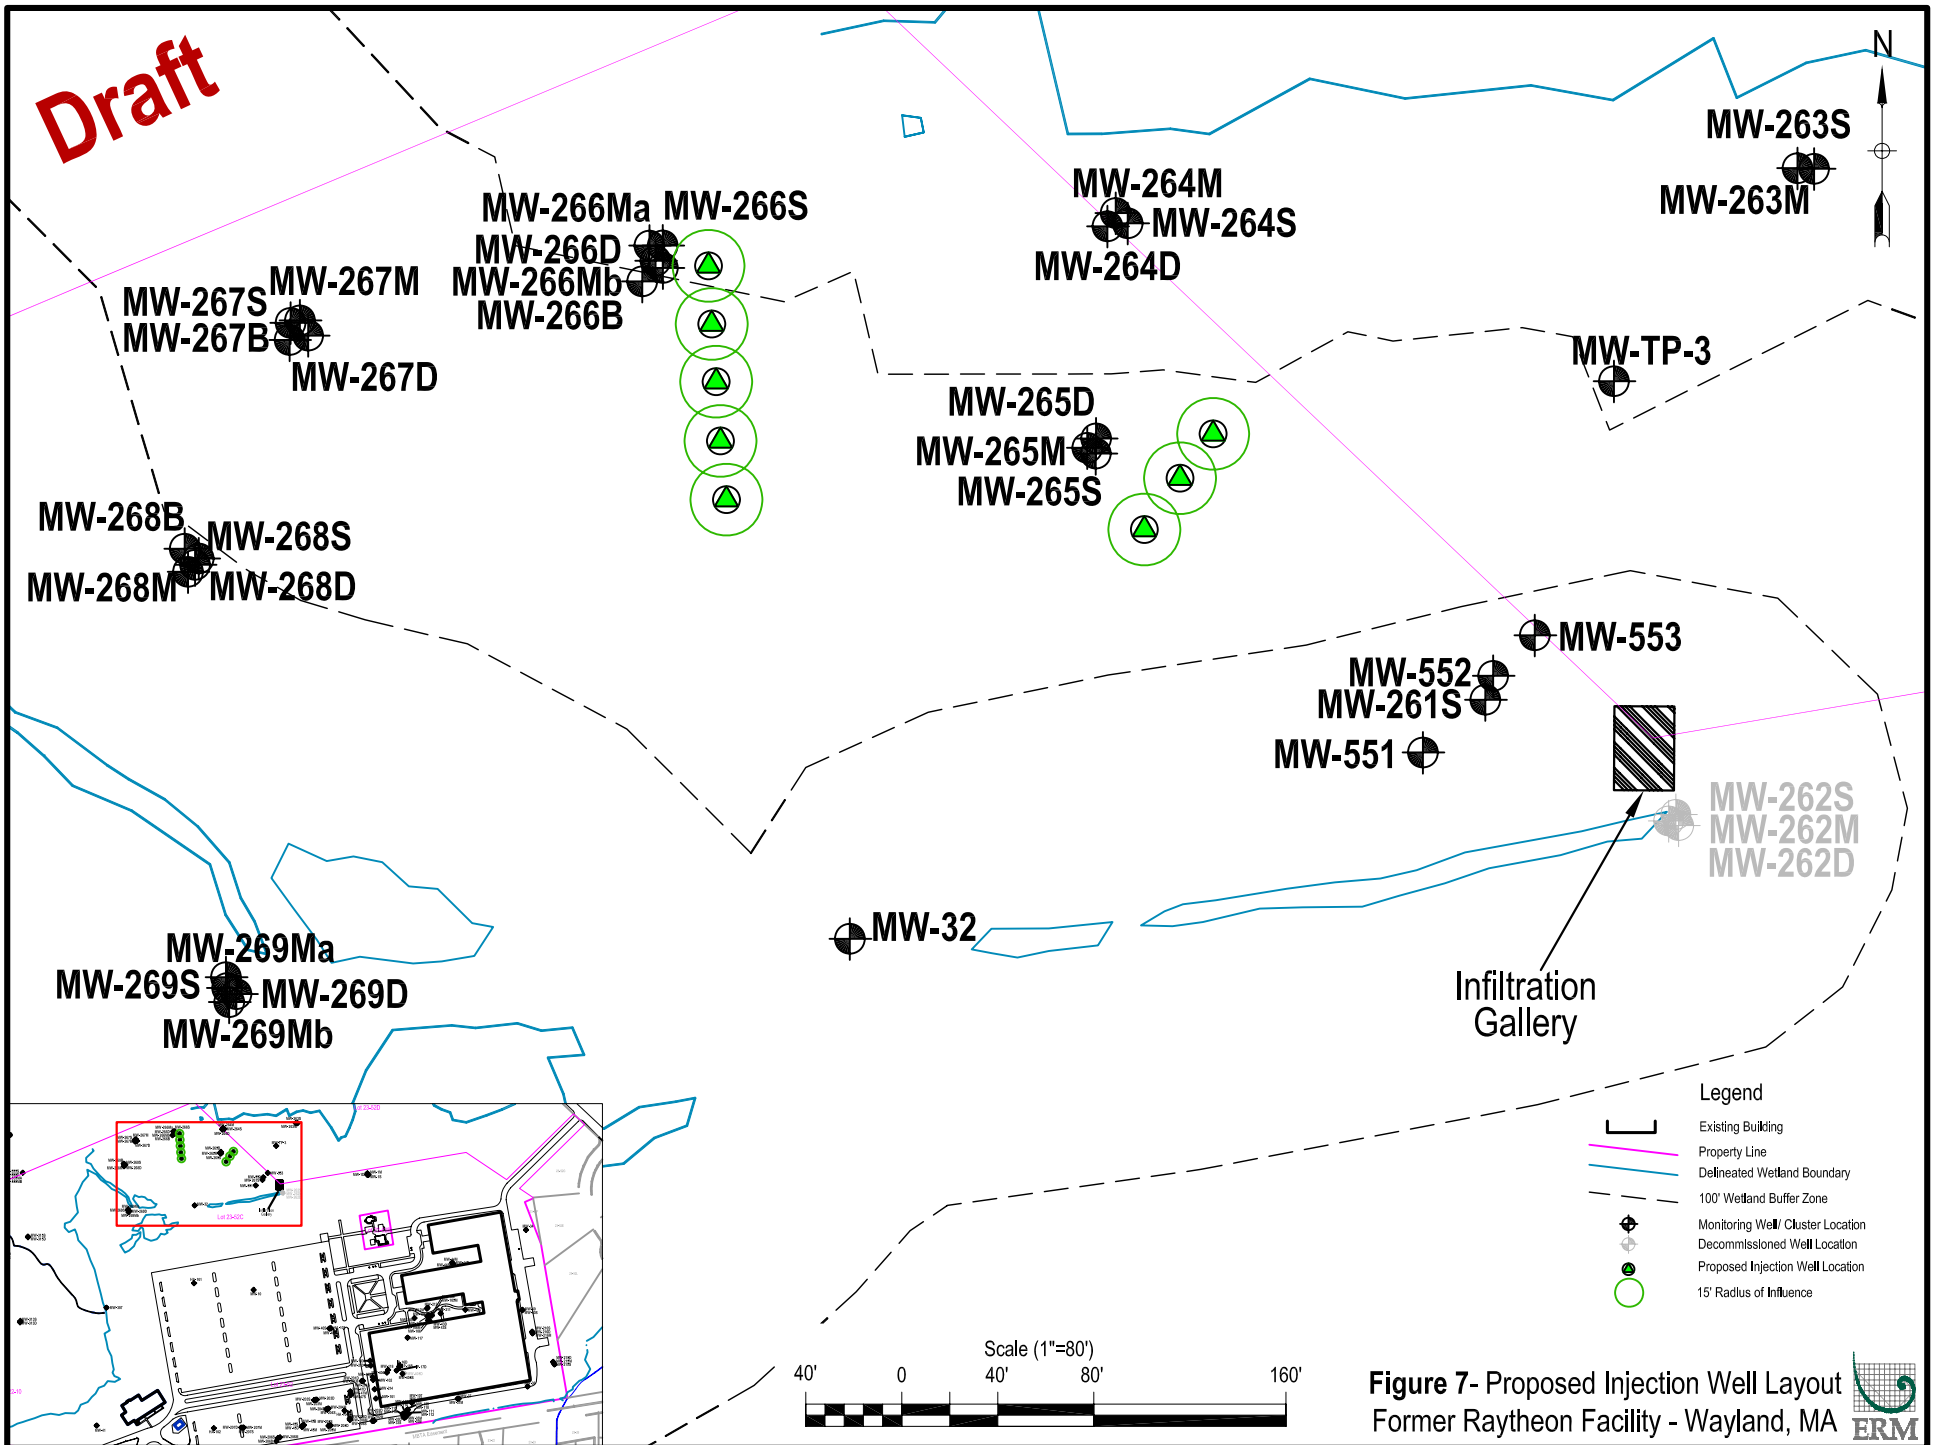 Draft
N
MW-263S
MW-263M
MW-264M
MW-264S
MW-264D
MW-266Ma
MW-266S
MW-266D
MW-266Mb
MW-266B
MW-267M
MW-267S
MW-267B
MW-267D
MW-TP-3
MW-265D
MW-265M
MW-265S
MW-268B
MW-268S
MW-268M
MW-268D
MW-553
MW-552
MW-261S
MW-551
MW-262S
MW-262M
MW-262D
MW-32
MW-269Ma
MW-269S
MW-269D
MW-269Mb
Infiltration
Gallery
Legend
Existing Building
Property Line
Delineated Wetland Boundary
100' Wetland Buffer Zone
Monitoring Well/ Cluster Location
Decommissioned Well Location
Proposed Injection Well Location
15' Radius of Influence
Scale (1"=80')
40' 0 40' 80' 160'
Figure 7- Proposed Injection Well Layout
Former Raytheon Facility - Wayland, MA
ERM
Lot 23-52D
Lot 23-52C